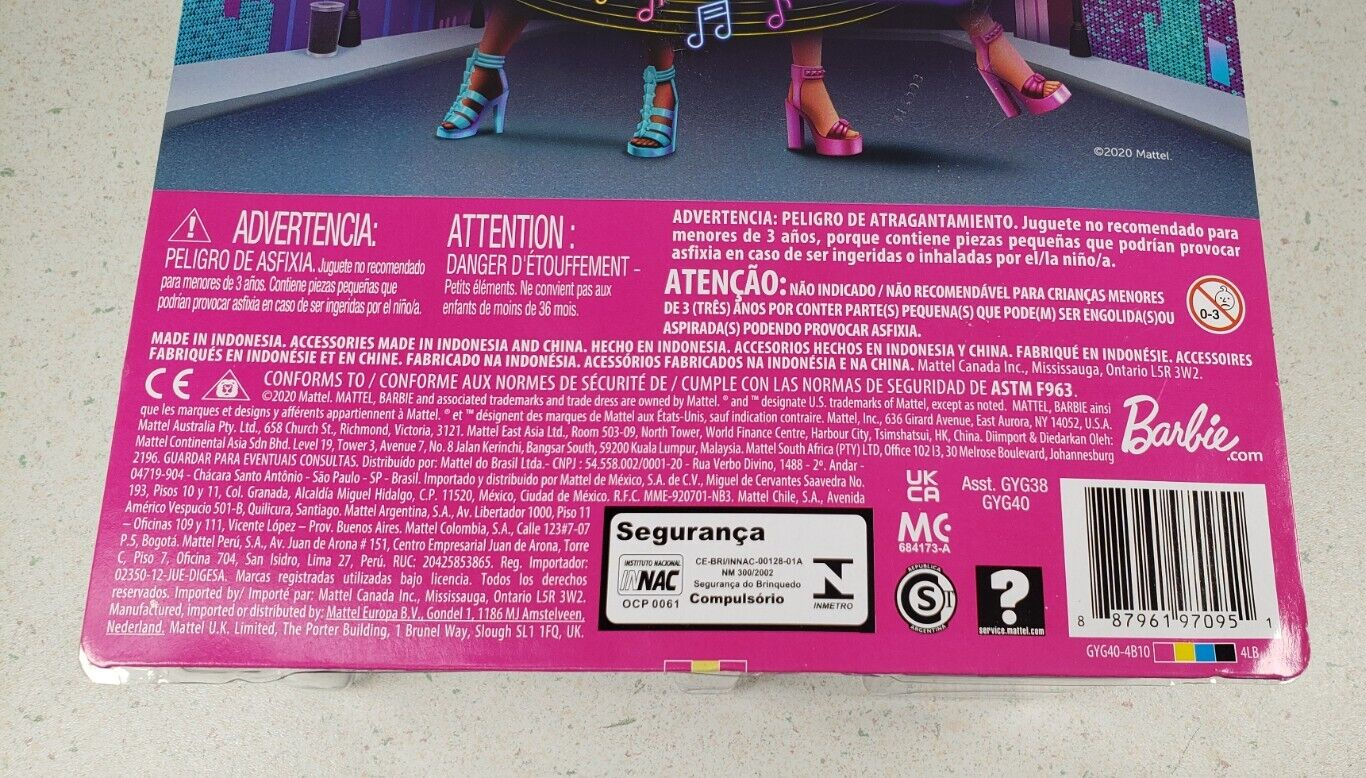 ©2020 Mattel.
ADVERTENCIA:
PELIGRO DE ASFIXIA. Juguete no recomendado
para menores de 3 años. Contiene piezas pequeñas que
podrían provocar asfixia en caso de ser ingeridas por el niño/a.
ATTENTION :
DANGER D'ÉTOUFFEMENT -
Petits éléments. Ne convient pas aux
enfants de moins de 36 mois.
ADVERTENCIA: PELIGRO DE ATRAGANTAMIENTO. Juguete no recomendado para
menores de 3 años, porque contiene piezas pequeñas que podrían provocar
asfixia en caso de ser ingeridas o inhaladas por el/la niño/a.
ATENÇÃO: NÃO INDICADO / NÃO RECOMENDÁVEL PARA CRIANÇAS MENORES
DE 3 (TRÊS) ANOS POR CONTER PARTE(S) PEQUENA(S) QUE PODE(M) SER ENGOLIDA(S)OU
ASPIRADA(S) PODENDO PROVOCAR ASFIXIA.
0-3
MADE IN INDONESIA. ACCESSORIES MADE IN INDONESIA AND CHINA. HECHO EN INDONESIA. ACCESORIOS HECHOS EN INDONESIA Y CHINA. FABRIQUÉ EN INDONÉSIE. ACCESSOIRES
FABRIQUÉS EN INDONÉSIE ET EN CHINE. FABRICADO NA INDONÉSIA. ACESSÓRIOS FABRICADOS NA INDONÉSIA E NA CHINA. Mattel Canada Inc., Mississauga, Ontario L5R 3W2.
CE CONFORMS TO / CONFORME AUX NORMES DE SÉCURITÉ DE / CUMPLE CON LAS NORMAS DE SEGURIDAD DE ASTM F963.
©2020 Mattel. MATTEL, BARBIE and associated trademarks and trade dress are owned by Mattel. ® and ™ designate U.S. trademarks of Mattel, except as noted. MATTEL, BARBIE ainsi
que les marques et designs y afférents appartiennent à Mattel. ® et ™ désignent des marques de Mattel aux États-Unis, sauf indication contraire. Mattel, Inc., 636 Girard Avenue, East Aurora, NY 14052, U.S.A.
Mattel Australia Pty. Ltd., 658 Church St., Richmond, Victoria, 3121. Mattel East Asia Ltd., Room 503-09, North Tower, World Finance Centre, Harbour City, Tsimshatsui, HK, China. Diimport & Diedarkan Oleh:
Mattel Continental Asia Sdn Bhd. Level 19, Tower 3, Avenue 7, No. 8 Jalan Kerinchi, Bangsar South, 59200 Kuala Lumpur, Malaysia. Mattel South Africa (PTY) LTD, Office 102 I3, 30 Melrose Boulevard, Johannesburg
2196. GUARDAR PARA EVENTUAIS CONSULTAS. Distribuído por: Mattel do Brasil Ltda.- CNPJ : 54.558.002/0001-20 - Rua Verbo Divino, 1488 - 2º. Andar -
04719-904 - Chácara Santo Antônio - São Paulo - SP - Brasil. Importado y distribuido por Mattel de México, S.A. de C.V., Miguel de Cervantes Saavedra No.
193, Pisos 10 y 11, Col. Granada, Alcaldía Miguel Hidalgo, C.P. 11520, México, Ciudad de México. R.F.C. MME-920701-NB3. Mattel Chile, S.A., Avenida
Américo Vespucio 501-B, Quilicura, Santiago. Mattel Argentina, S.A., Av. Libertador 1000, Piso 11
– Oficinas 109 y 111, Vicente López – Prov. Buenos Aires. Mattel Colombia, S.A., Calle 123#7-07
P.5, Bogotá. Mattel Perú, S.A., Av. Juan de Arona # 151, Centro Empresarial Juan de Arona, Torre
C, Piso 7, Oficina 704, San Isidro, Lima 27, Perú. RUC: 20425853865. Reg. Importador:
02350-12-JUE-DIGESA. Marcas registradas utilizadas bajo licencia. Todos los derechos
reservados. Imported by/ Importé par: Mattel Canada Inc., Mississauga, Ontario L5R 3W2.
Manufactured, imported or distributed by: Mattel Europa B.V., Gondel 1, 1186 MJ Amstelveen,
Nederland. Mattel U.K. Limited, The Porter Building, 1 Brunel Way, Slough SL1 1FQ, UK.
Barbie.com
UK
CA
Asst. GYG38
GYG40
MC
684173-A
Segurança
INSTITUTO NACIONAL
INNAC
OCP 0061
CE-BRI/INNAC-00128-01A
NM 300/2002
Segurança do Brinquedo
Compulsório
INMETRO
REPUBLICA
S
ARGENTINA
?
service.mattel.com
8 87961 97095 1
GYG40-4B10
4LB